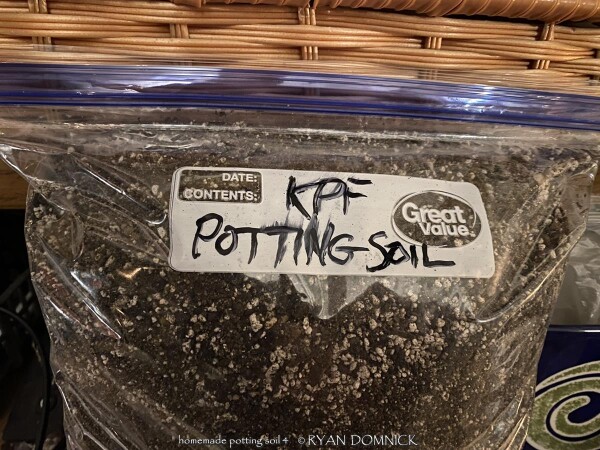 DATE:
CONTENTS:
KPF
POTTING SOIL
Great
Value.
homemade potting soil 4 © RYAN DOMNICK